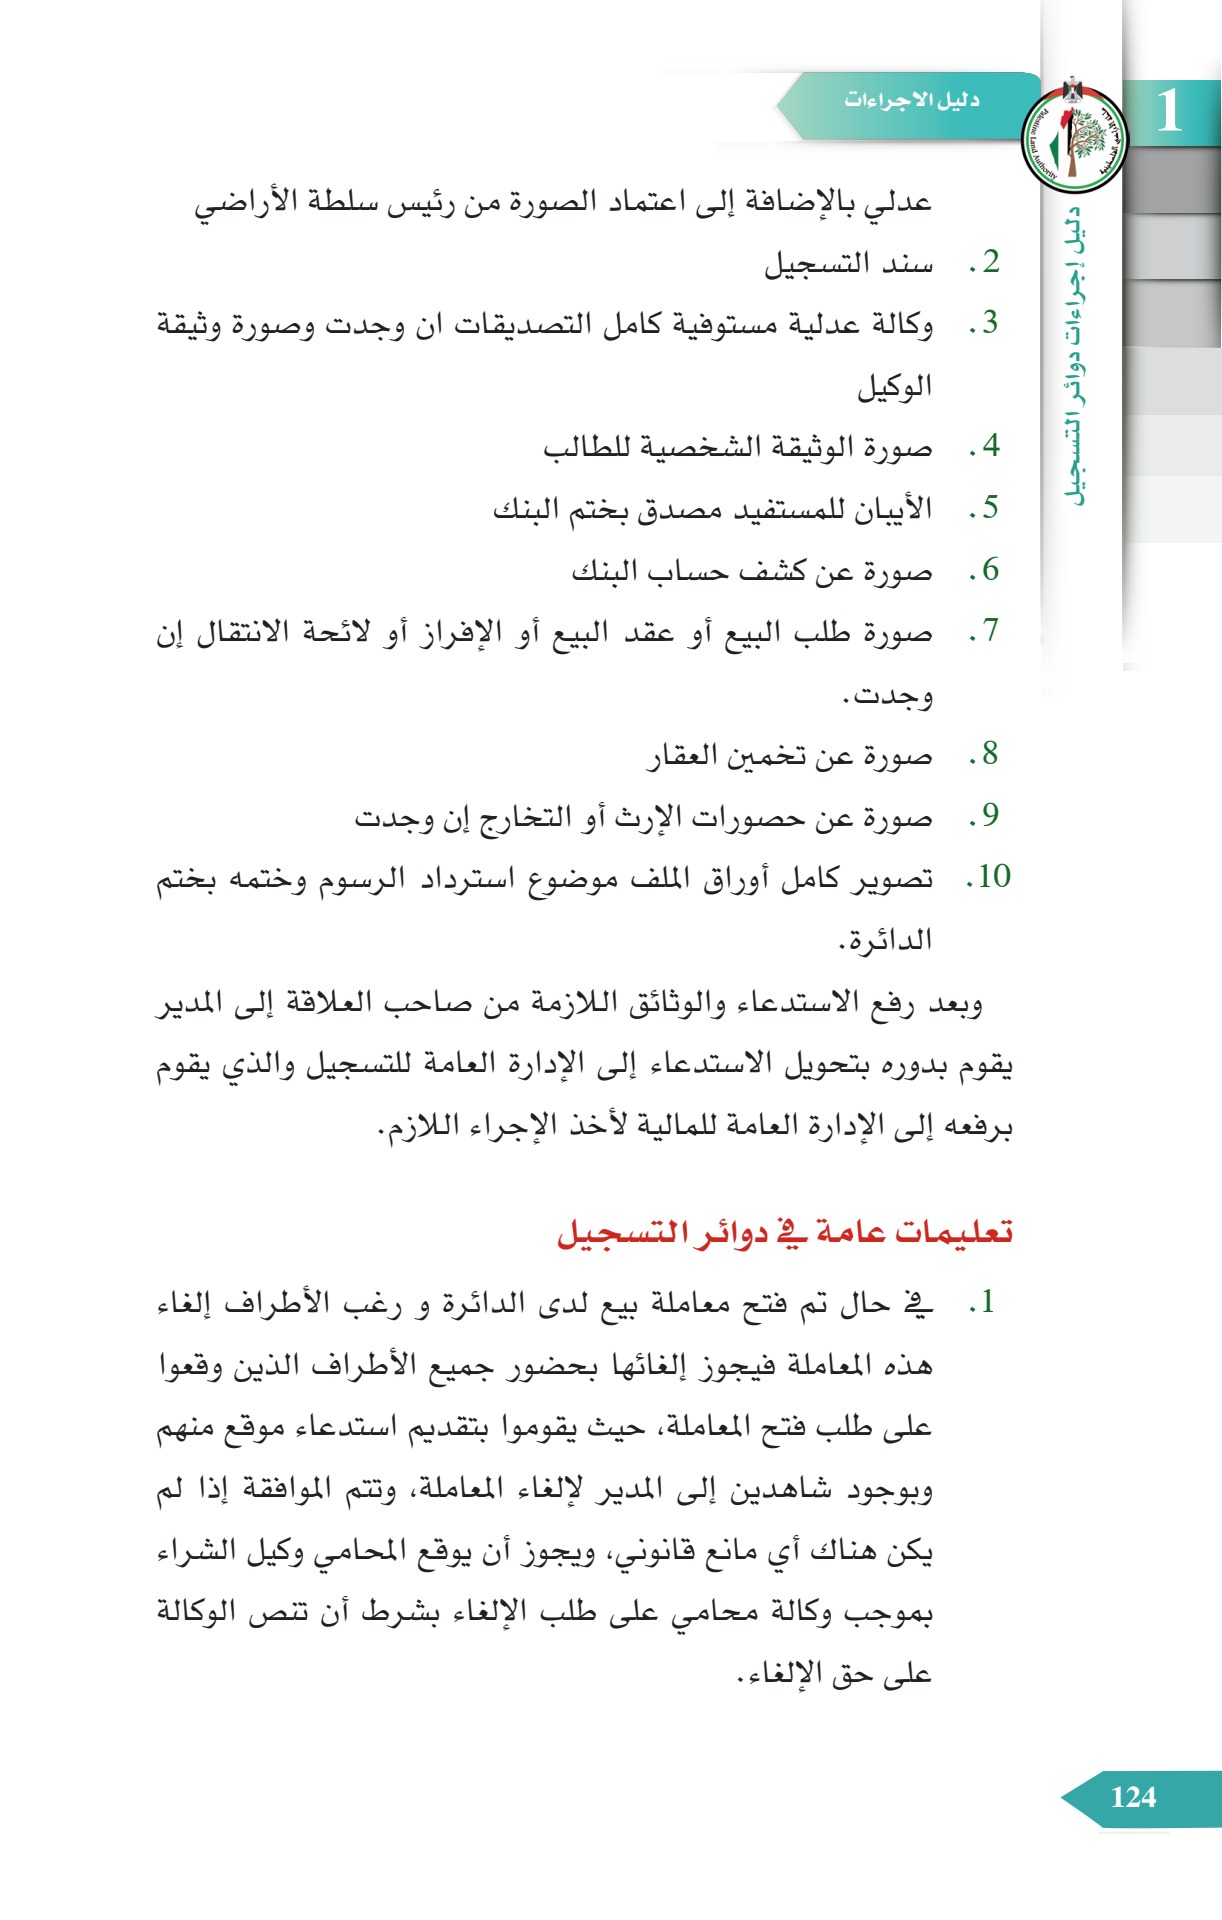 دليل الاجراءات
1
Palestine Land Authority
دليل إجراءات دوائر التسجيل
عدلي بالإضافة إلى اعتماد الصورة من رئيس سلطة الأراضي
2. سند التسجيل
3. وكالة عدلية مستوفية كامل التصديقات ان وجدت وصورة وثيقة
الوكيل
4. صورة الوثيقة الشخصية للطالب
5. الأيبان للمستفيد مصدق بختم البنك
6. صورة عن كشف حساب البنك
7. صورة طلب البيع أو عقد البيع أو الإفراز أو لائحة الانتقال إن
وجدت.
8. صورة عن تخمين العقار
9. صورة عن حصورات الإرث أو التخارج إن وجدت
10. تصوير كامل أوراق الملف موضوع استرداد الرسوم وختمه بختم
الدائرة.
وبعد رفع الاستدعاء والوثائق اللازمة من صاحب العلاقة إلى المدير
يقوم بدوره بتحويل الاستدعاء إلى الإدارة العامة للتسجيل والذي يقوم
برفعه إلى الإدارة العامة للمالية لأخذ الإجراء اللازم.
تعليمات عامة في دوائر التسجيل
1. في حال تم فتح معاملة بيع لدى الدائرة و رغب الأطراف إلغاء
هذه المعاملة فيجوز إلغائها بحضور جميع الأطراف الذين وقعوا
على طلب فتح المعاملة، حيث يقوموا بتقديم استدعاء موقع منهم
وبوجود شاهدين إلى المدير لإلغاء المعاملة، وتتم الموافقة إذا لم
يكن هناك أي مانع قانوني، ويجوز أن يوقع المحامي وكيل الشراء
بموجب وكالة محامي على طلب الإلغاء بشرط أن تنص الوكالة
على حق الإلغاء.
124